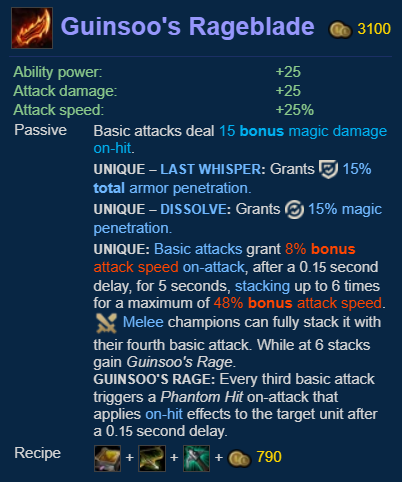 Guinsoo's Rageblade 3100
Ability power: +25
Attack damage: +25
Attack speed: +25%
Passive Basic attacks deal 15 bonus magic damage
on-hit.
UNIQUE – LAST WHISPER: Grants 15%
total armor penetration.
UNIQUE – DISSOLVE: Grants 15% magic
penetration.
UNIQUE: Basic attacks grant 8% bonus
attack speed on-attack, after a 0.15 second
delay, for 5 seconds, stacking up to 6 times
for a maximum of 48% bonus attack speed.
Melee champions can fully stack it with
their fourth basic attack. While at 6 stacks
gain Guinsoo's Rage.
GUINSOO'S RAGE: Every third basic attack
triggers a Phantom Hit on-attack that
applies on-hit effects to the target unit after
a 0.15 second delay.
Recipe + + + 790